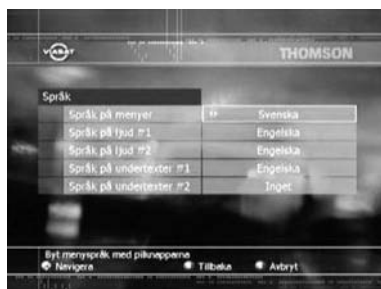 VIASAT
THOMSON
Språk
Språk på menyer Svenska
Språk på ljud #1 Engelska
Språk på ljud #2 Engelska
Språk på undertexter #1 Engelska
Språk på undertexter #2 Inget
Byt menyspråk med pilknapparna
Navigera Tillbaka Avbryt